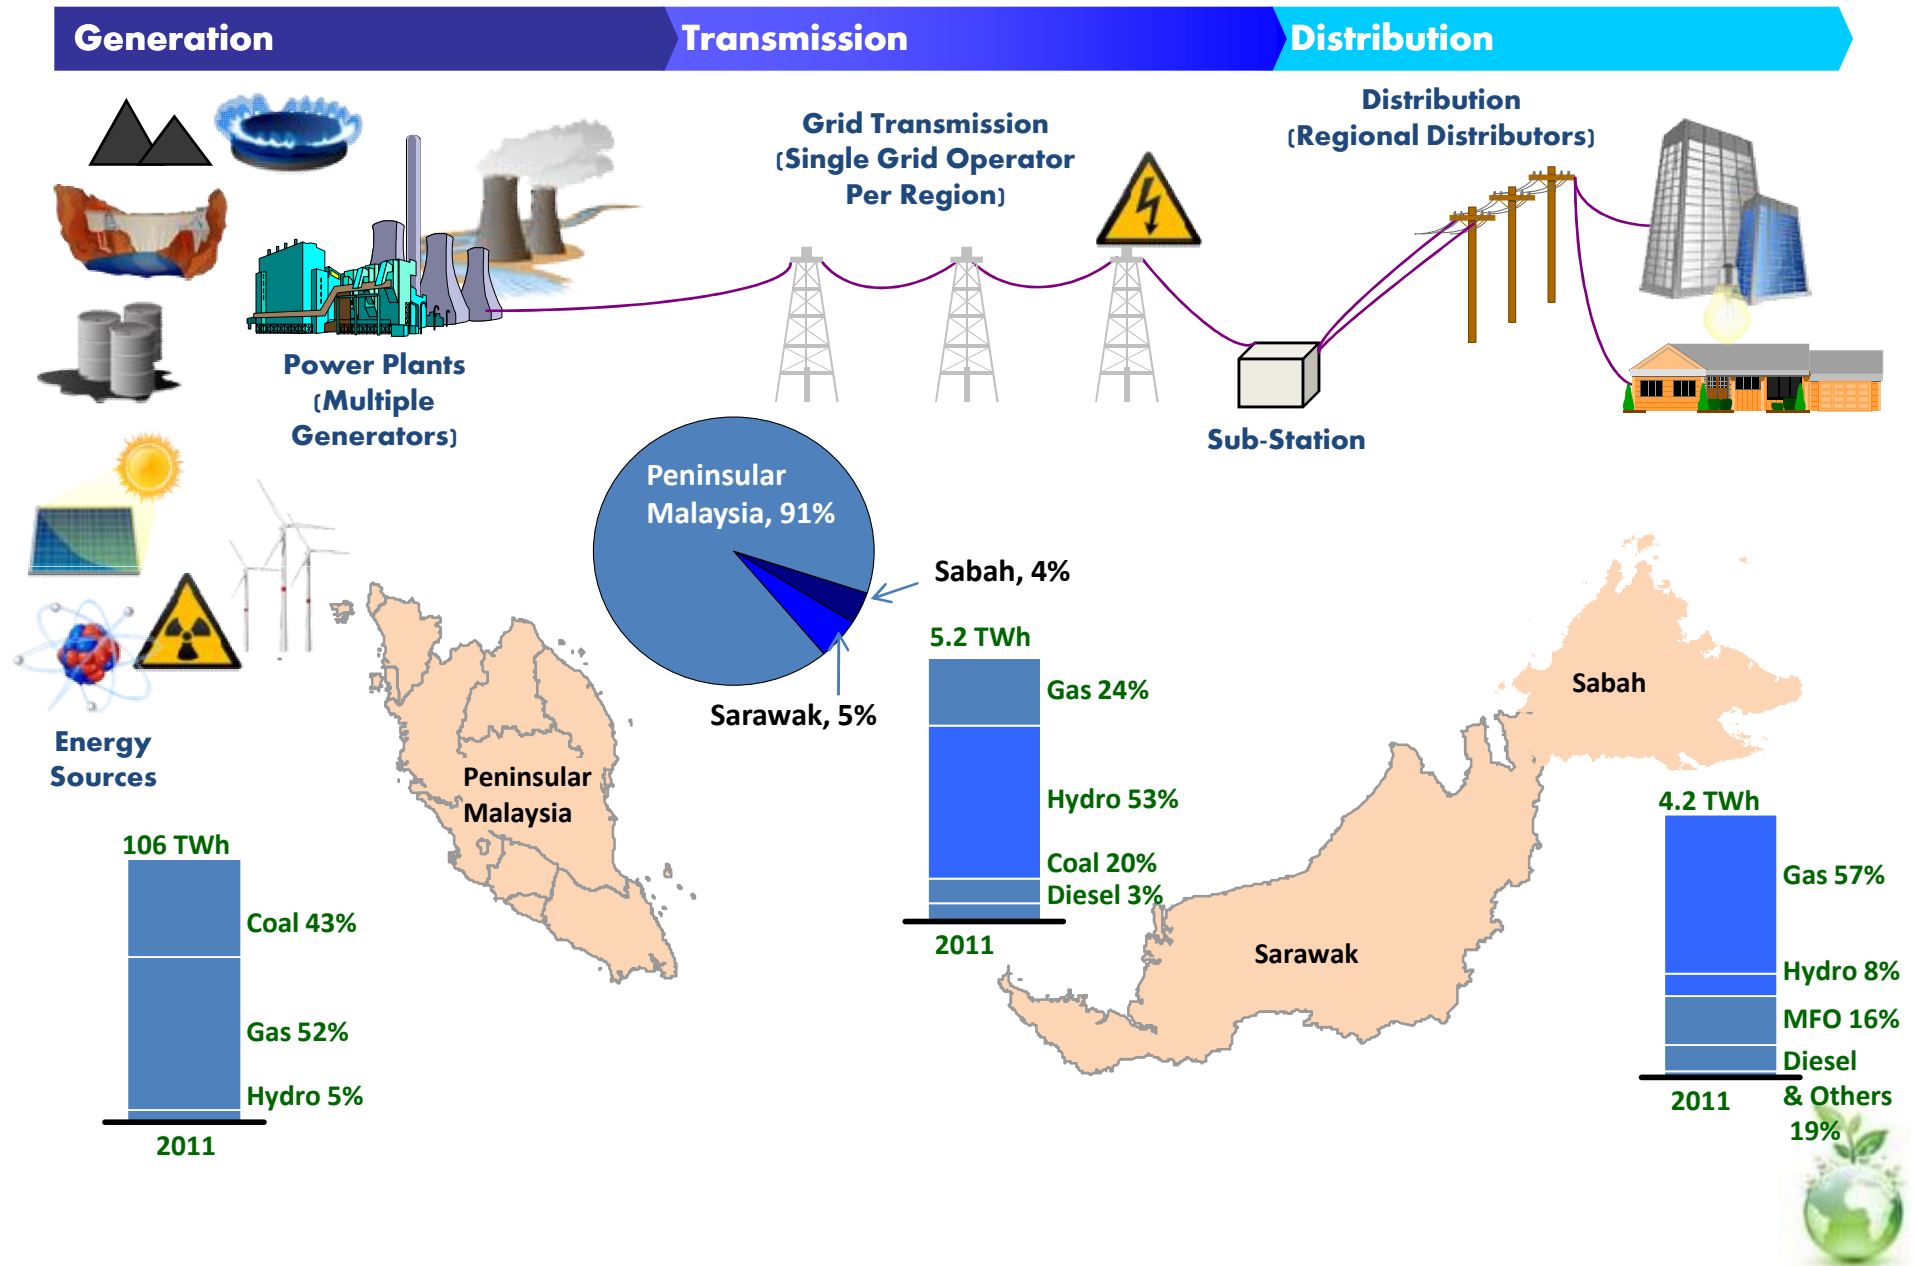 Generation
Transmission
Distribution
Grid Transmission
(Single Grid Operator
Per Region)
Distribution
(Regional Distributors)
Power Plants
(Multiple
Generators)
Sub-Station
Energy
Sources
Peninsular
Malaysia, 91%
Sabah, 4%
Sarawak, 5%
Peninsular
Malaysia
Sabah
Sarawak
106 TWh
Coal 43%
Gas 52%
Hydro 5%
2011
5.2 TWh
Gas 24%
Hydro 53%
Coal 20%
Diesel 3%
2011
4.2 TWh
Gas 57%
Hydro 8%
MFO 16%
Diesel
& Others
19%
2011